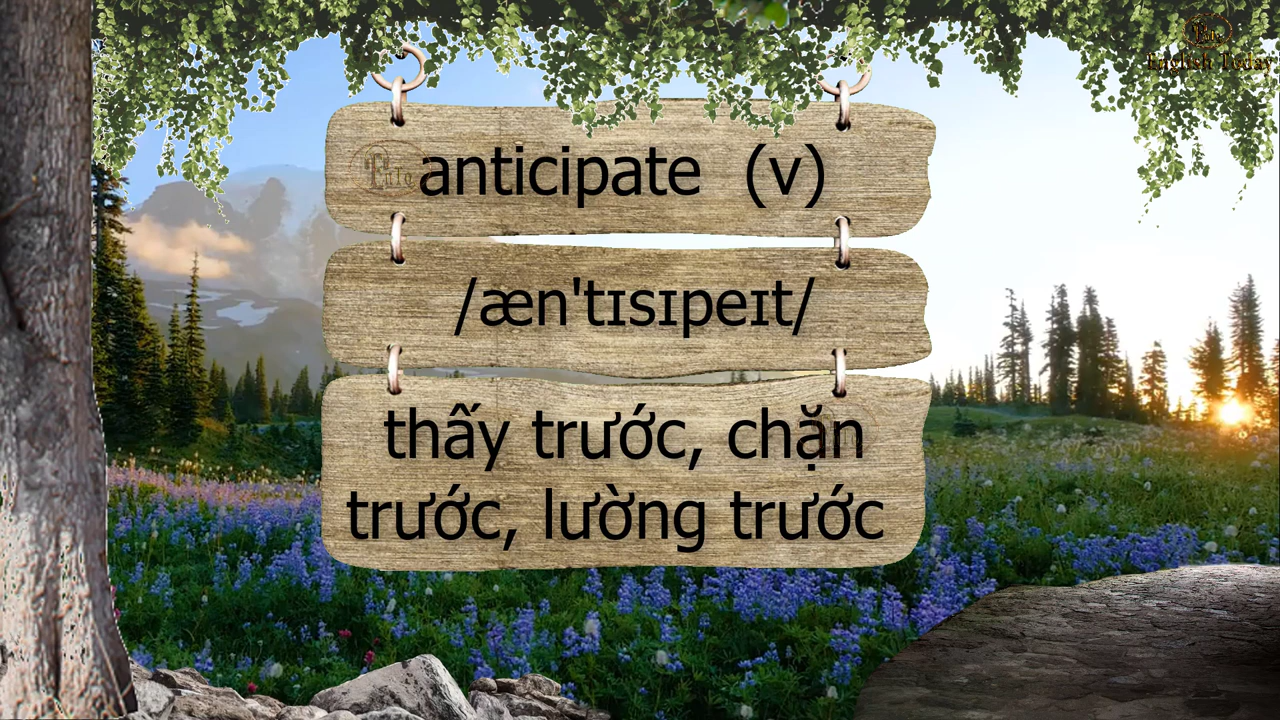 English Today
anticipate (v)
/æn'tɪsɪpeɪt/
thấy trước, chặn
trước, lường trước